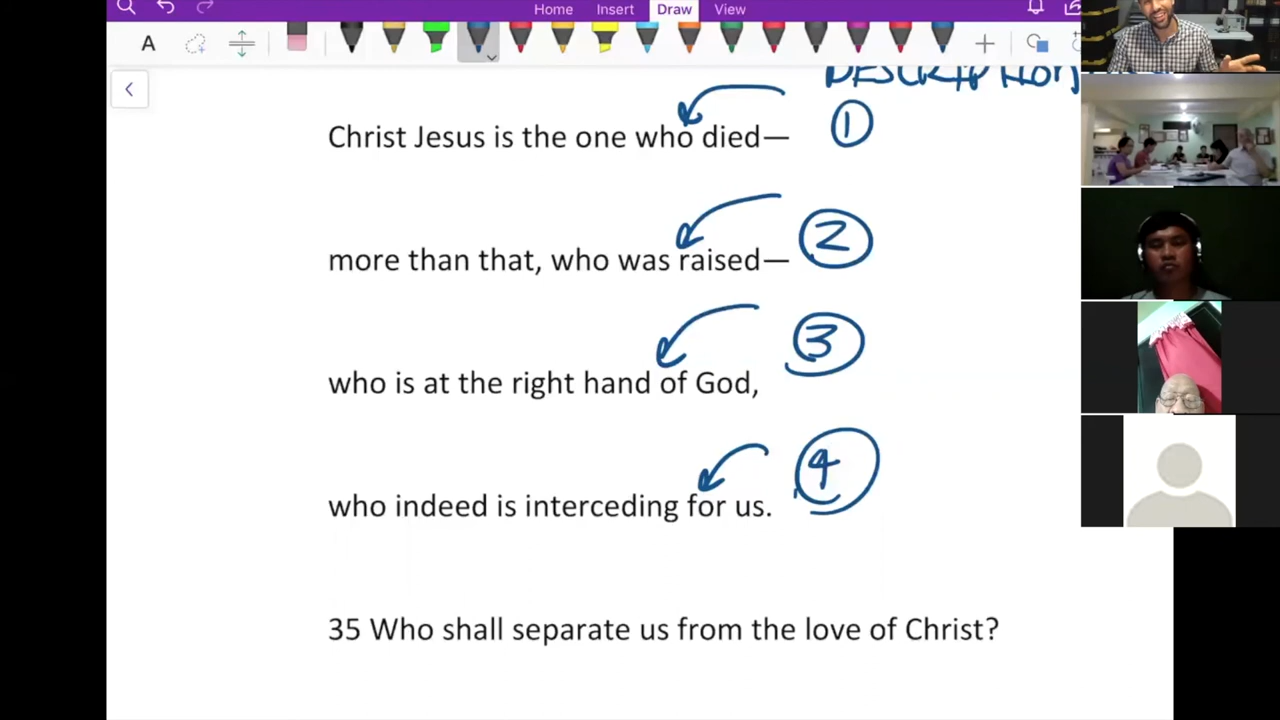 Home Insert Draw View
A
DESCRIPTION
Christ Jesus is the one who died— 1
more than that, who was raised— 2
who is at the right hand of God, 3
who indeed is interceding for us. 4
35 Who shall separate us from the love of Christ?